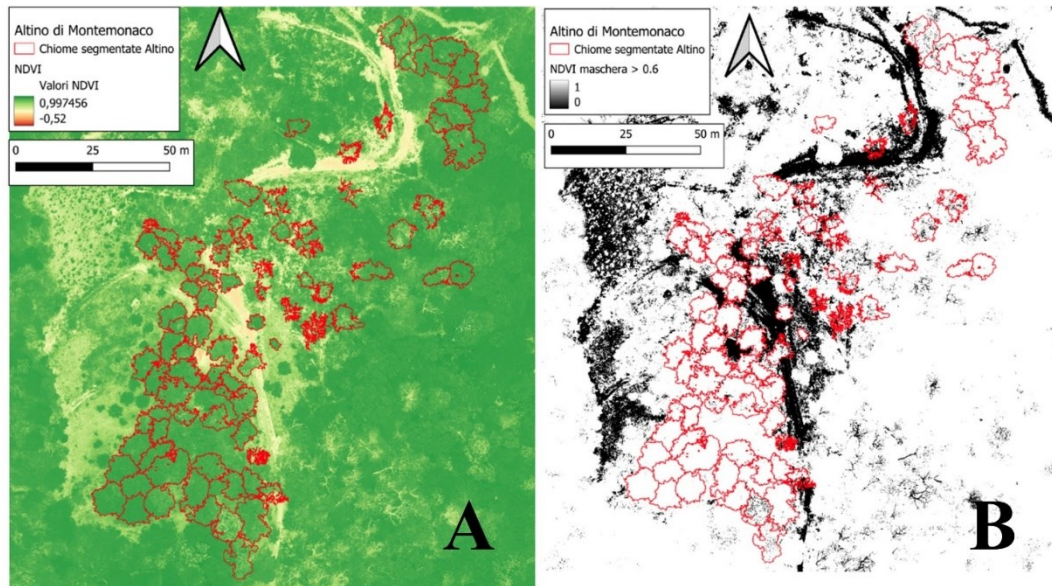 Altino di Montemonaco
Chiome segmentate Altino
NDVI
Valori NDVI
0,997456
-0,52
0 25 50 m
A
Altino di Montemonaco
Chiome segmentate Altino
NDVI maschera > 0.6
1
0
0 25 50 m
B